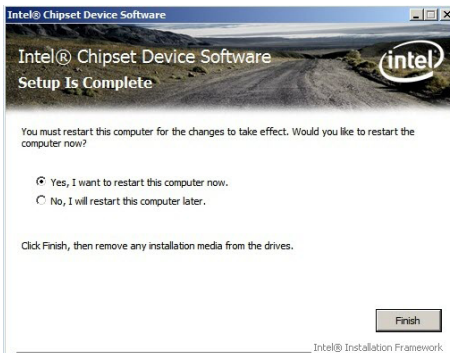 Intel® Chipset Device Software
Intel® Chipset Device Software
Setup Is Complete
intel
You must restart this computer for the changes to take effect. Would you like to restart the
computer now?
Yes, I want to restart this computer now.
No, I will restart this computer later.
Click Finish, then remove any installation media from the drives.
Finish
Intel® Installation Framework